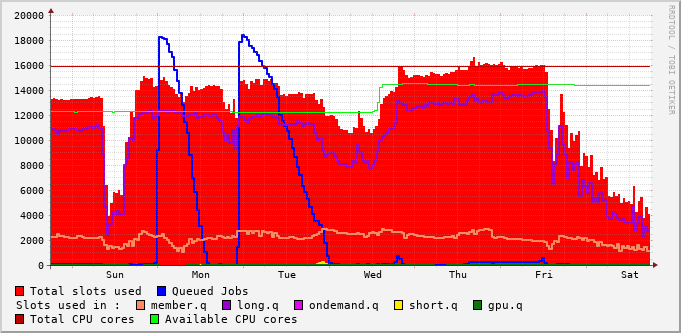 20000
18000
16000
14000
12000
10000
8000
6000
4000
2000
0
Sun Mon Tue Wed Thu Fri Sat
RRDTOOL / TOBI OETIKER
Total slots used Queued Jobs
Slots used in : member.q long.q ondemand.q short.q gpu.q
Total CPU cores Available CPU cores